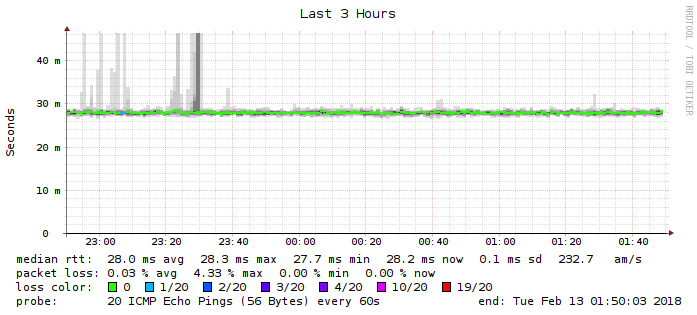 Last 3 Hours
RRDTOOL / TOBI OETIKER
Seconds
40 m
30 m
20 m
10 m
0
23:00 23:20 23:40 00:00 00:20 00:40 01:00 01:20 01:40
median rtt: 28.0 ms avg 28.3 ms max 27.7 ms min 28.2 ms now 0.1 ms sd 232.7 am/s
packet loss: 0.03 % avg 4.33 % max 0.00 % min 0.00 % now
loss color: 0 1/20 2/20 3/20 4/20 10/20 19/20
probe: 20 ICMP Echo Pings (56 Bytes) every 60s end: Tue Feb 13 01:50:03 2018